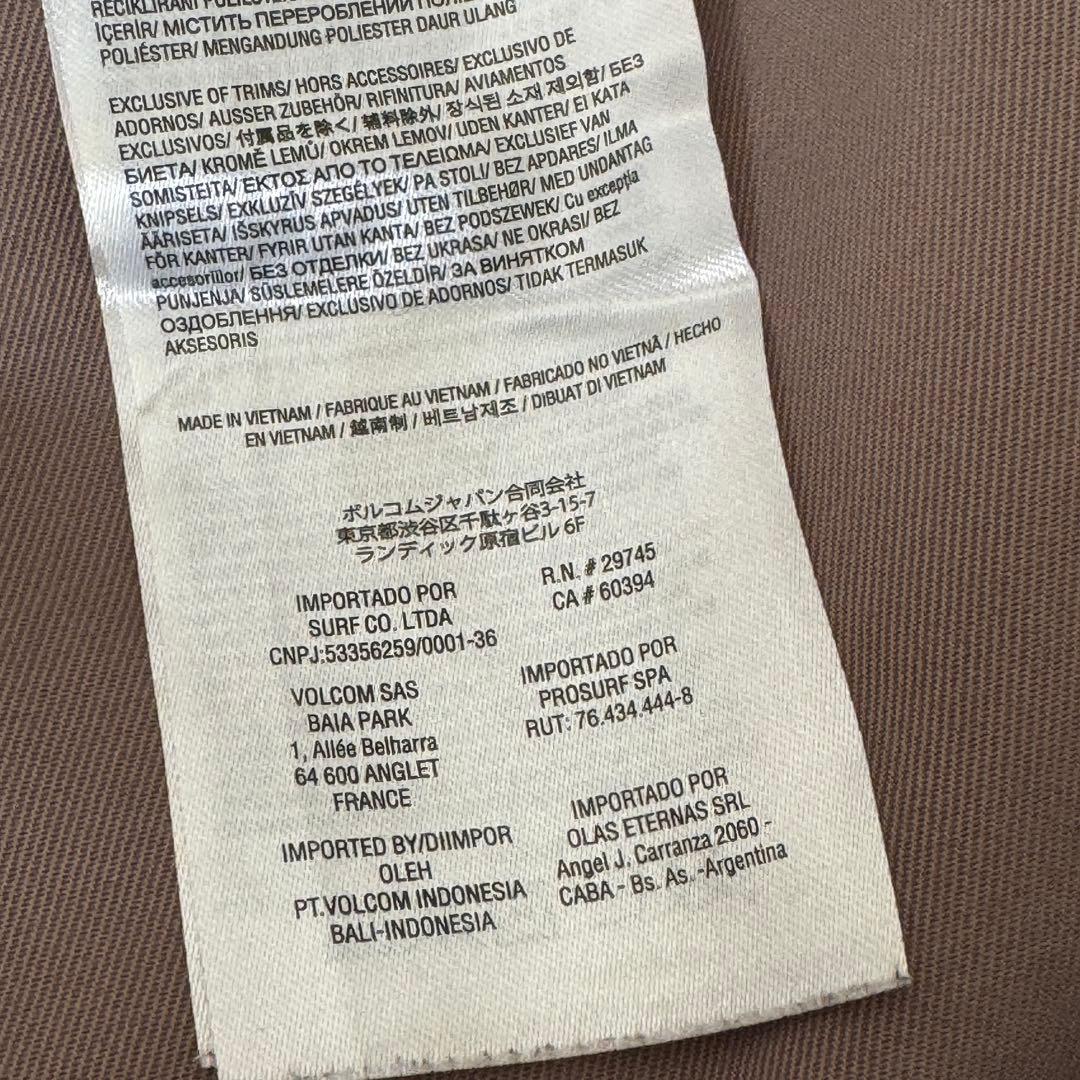 İÇERİR/ МІСТИТЬ ПЕРЕРОБЛЕНИЙ
POLIÉSTER/ MENGANDUNG POLIESTER DAUR ULANG
EXCLUSIVE OF TRIMS/ HORS ACCESSOIRES/ EXCLUSIVO DE
ADORNOS/ AUSSER ZUBEHÖR/ RIFINITURA/ AVIAMENTOS
EXCLUSIVOS/ 付属品を除く/ 辅料除外/ 장식된 소재 제외함/ БЕЗ
БИЕТА/ KROMĚ LEMŮ/ OKREM LEMOV/ UDEN KANTER/ EI KATA
SOMISTEITA/ ΈΚΤΟΣ ΑΠΟ ΤΟ ΤΕΛΕΙΩΜΑ/ EXCLUSIEF VAN
KNIPSELS/ EXKLUZÍV SZEGÉLYEK/ PA STOLI/ BEZ APDARES/ ILMA
ÄÄRISETA/ IŠSKYRUS APVADUS/ UTEN TILBEHØR/ MED UNDANTAG
FÖR KANTER/ FYRIR UTAN KANTA/ BEZ PODSZEWEK/ Cu excepţia
accesoriilor/ БЕЗ ОТДЕЛКИ/ BEZ UKRASA/ NE OKRASI/ BEZ
PUNJENJA/ SÜSLEMELERE ÖZELDİR/ ЗА ВИНЯТКОМ
ОЗДОБЛЕННЯ/ EXCLUSIVO DE ADORNOS/ TIDAK TERMASUK
AKSESORIS
MADE IN VIETNAM / FABRIQUE AU VIETNAM / FABRICADO NO VIETNÃ / HECHO
EN VIETNAM / 越南制 / 베트남제조 / DIBUAT DI VIETNAM
ボルコムジャパン合同会社
東京都渋谷区千駄ヶ谷3-15-7
ランディック原宿ビル 6F
IMPORTADO POR
SURF CO. LTDA
CNPJ:53356259/0001-36
R.N. # 29745
CA # 60394
VOLCOM SAS
BAIA PARK
1, Allée Belharra
64 600 ANGLET
FRANCE
IMPORTADO POR
PROSURF SPA
RUT: 76.434.444-8
IMPORTED BY/DIIMPOR
OLEH
PT.VOLCOM INDONESIA
BALI-INDONESIA
IMPORTADO POR
OLAS ETERNAS SRL
Angel J. Carranza 2060 -
CABA - Bs. As. -Argentina